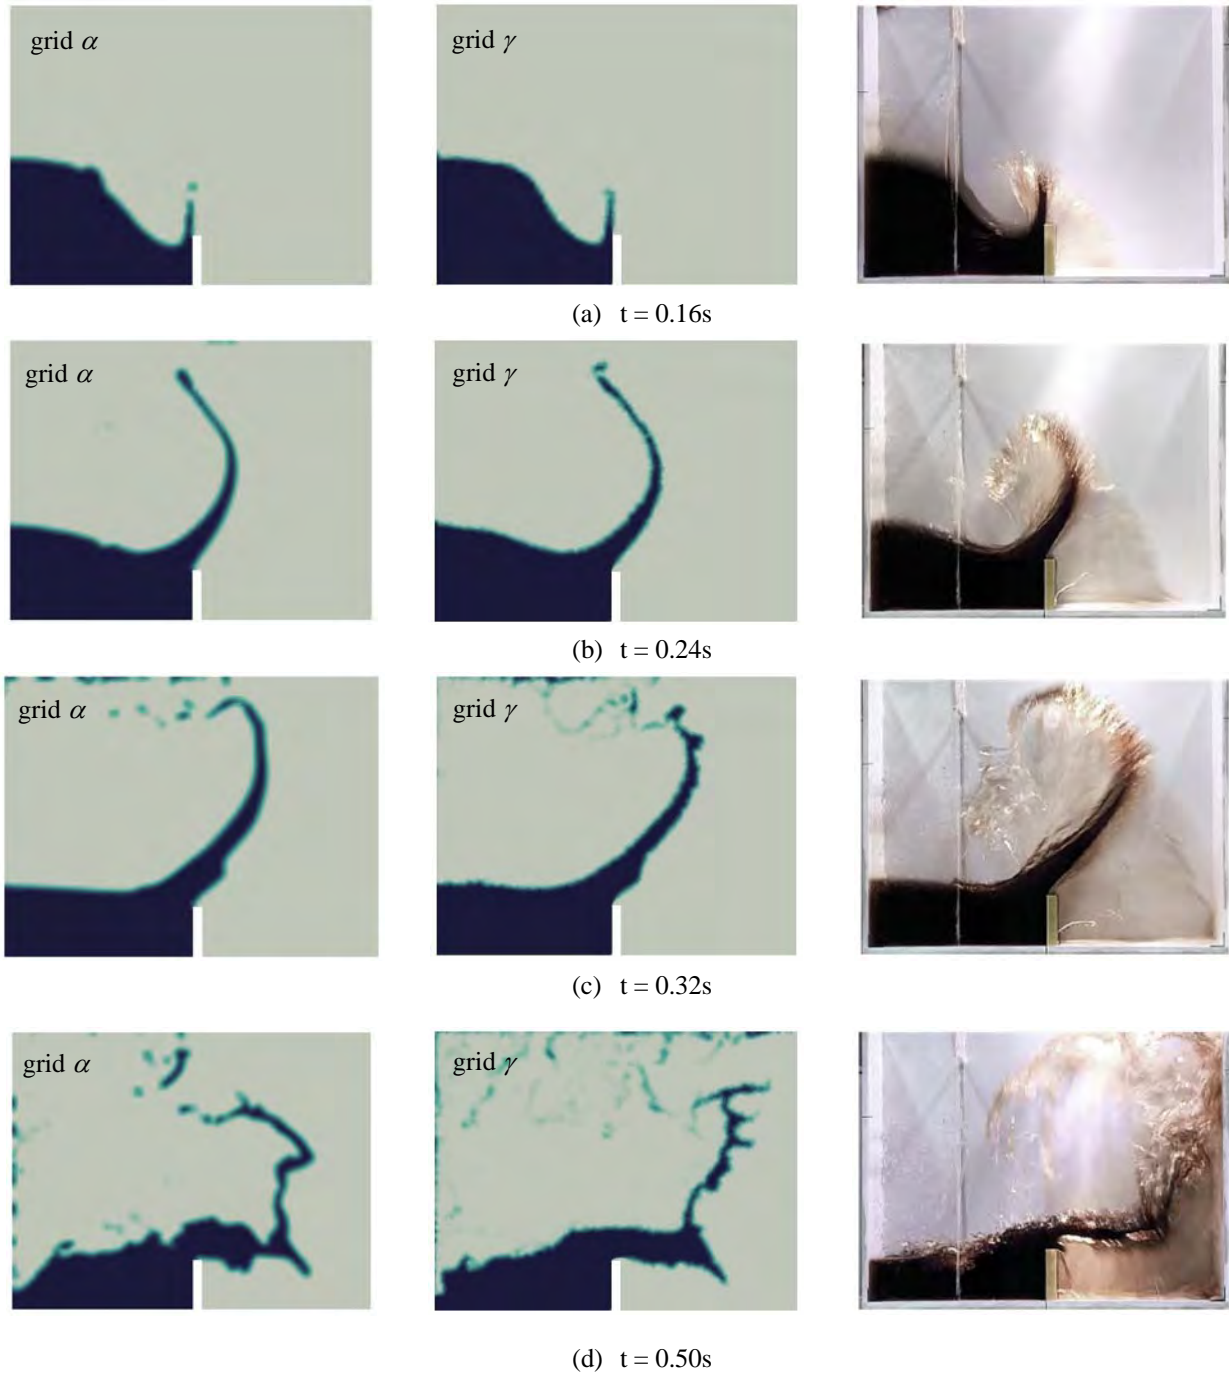 grid α
grid γ
(a) t = 0.16s
grid α
grid γ
(b) t = 0.24s
grid α
grid γ
(c) t = 0.32s
grid α
grid γ
(d) t = 0.50s